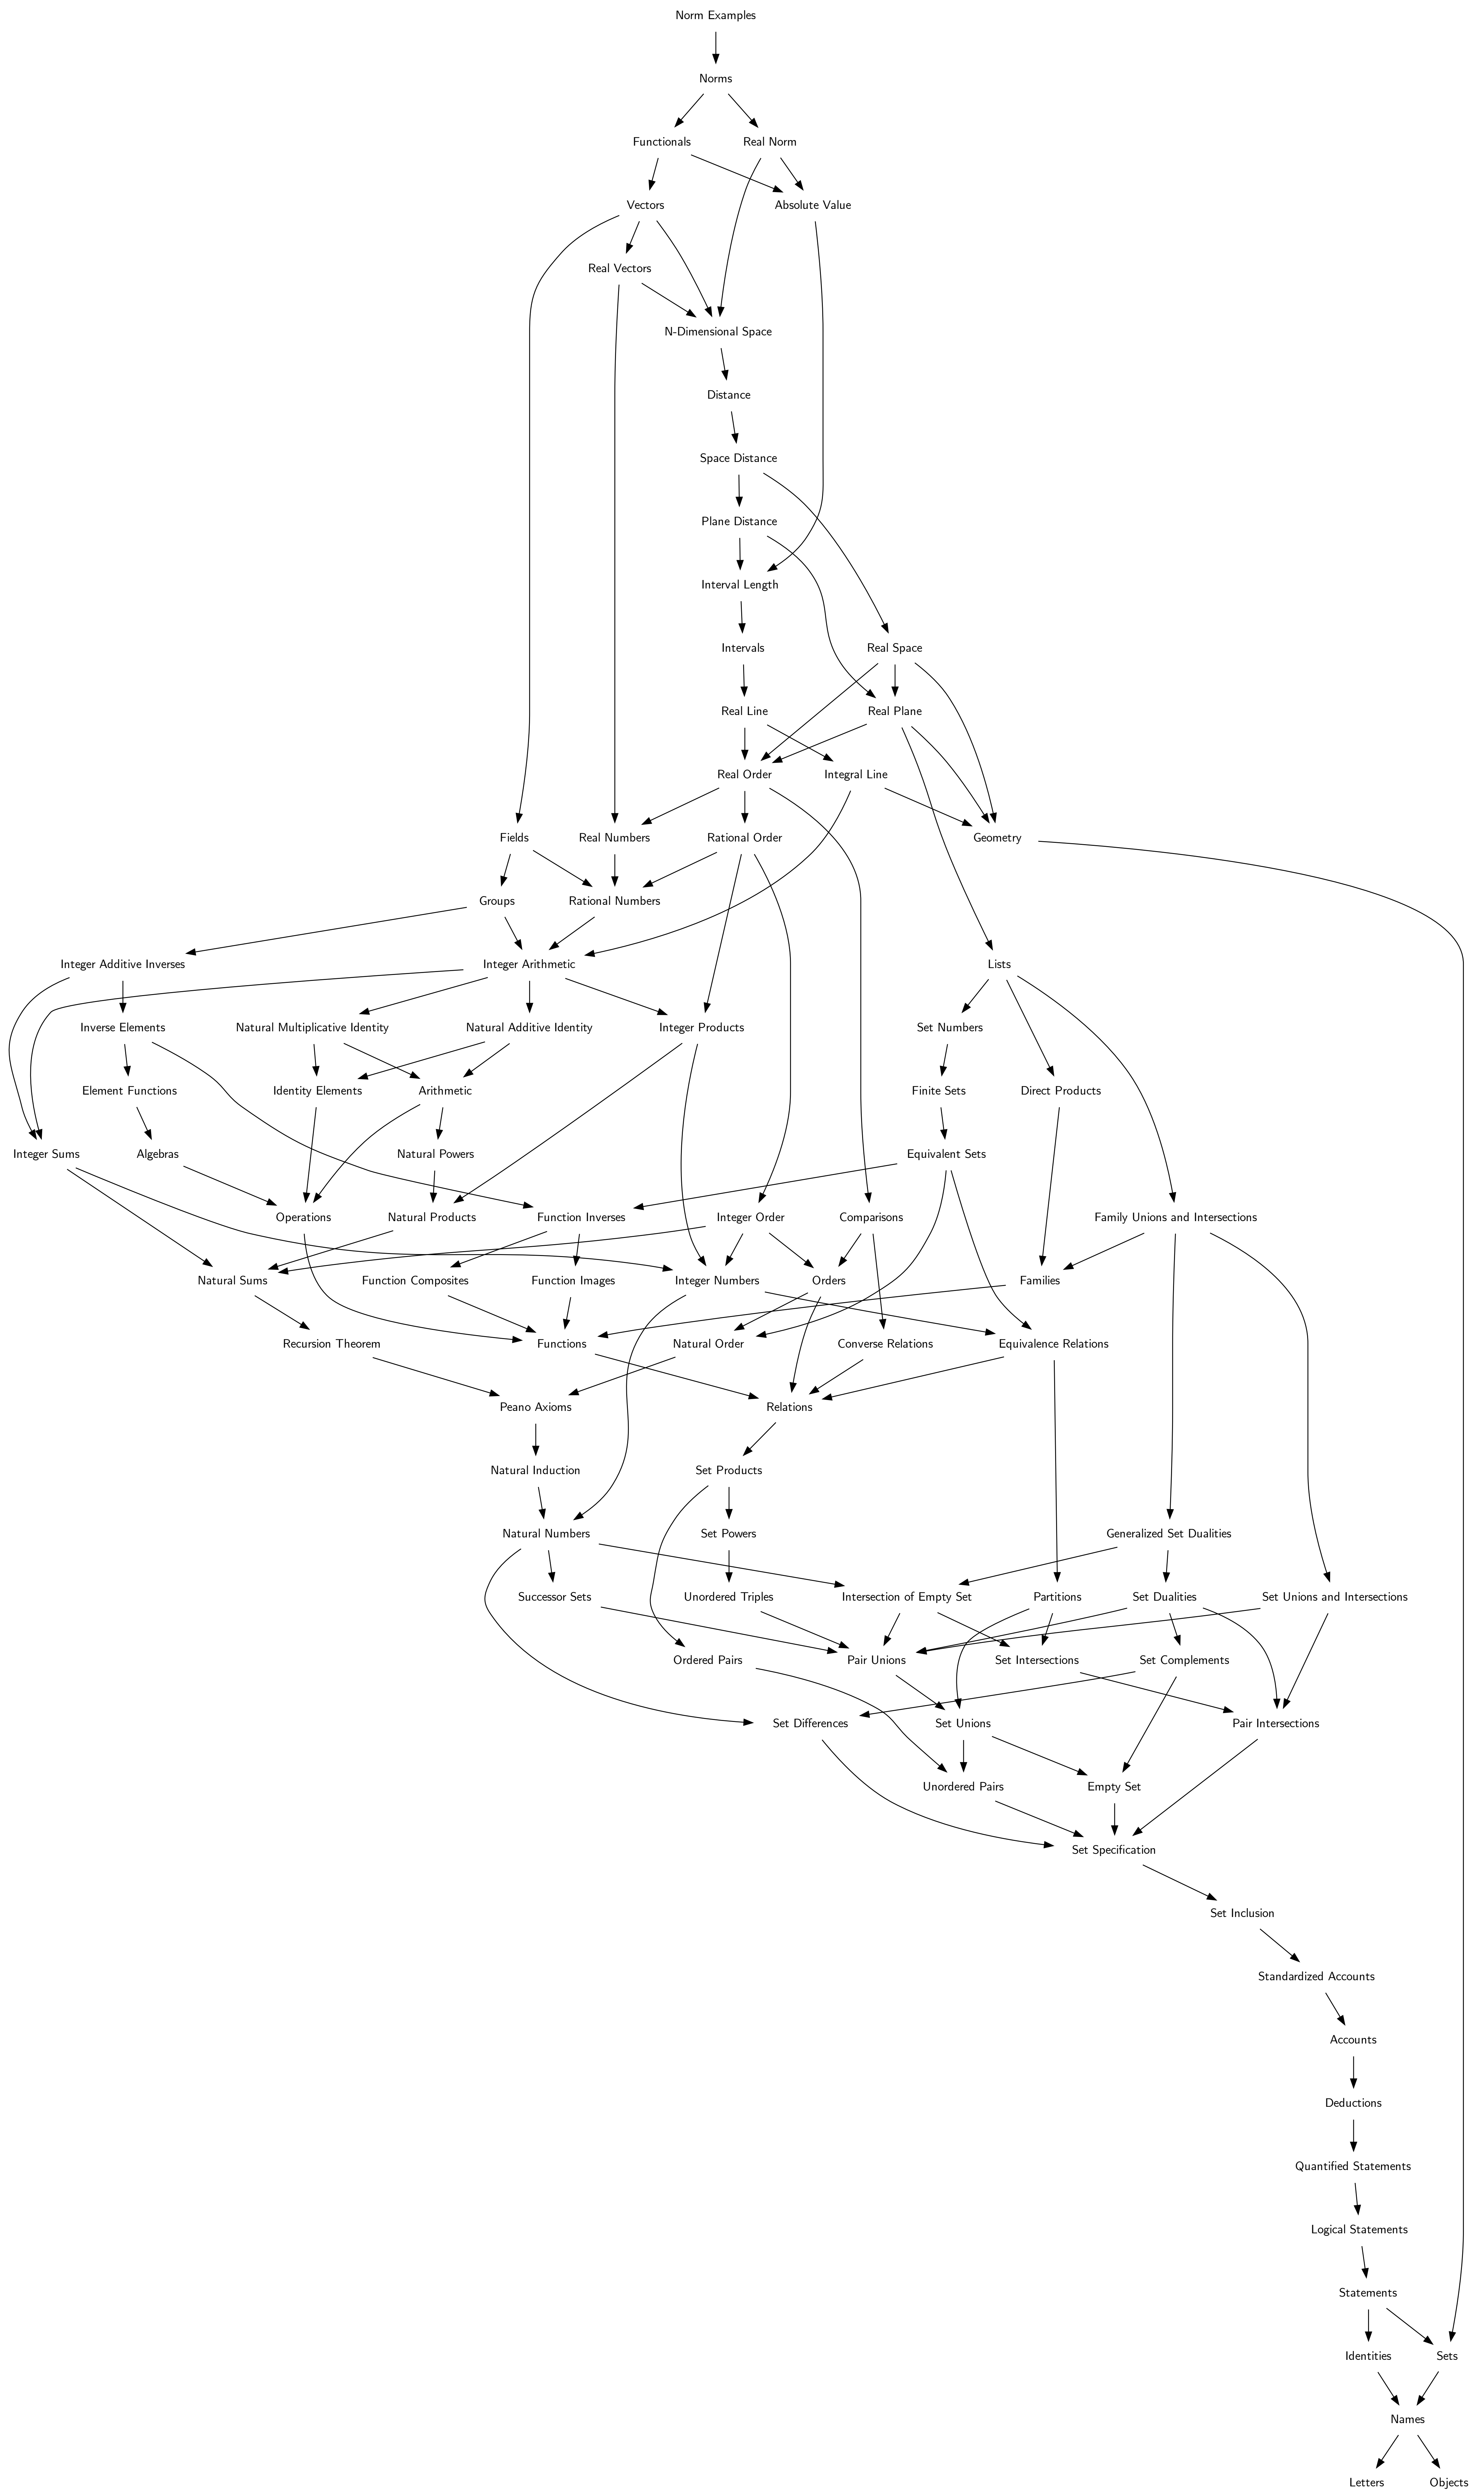 Norm Examples
Norms
Functionals
Real Norm
Vectors
Absolute Value
Real Vectors
N-Dimensional Space
Distance
Space Distance
Plane Distance
Interval Length
Intervals
Real Space
Real Line
Real Plane
Real Order
Integral Line
Fields
Real Numbers
Rational Order
Geometry
Groups
Rational Numbers
Integer Additive Inverses
Integer Arithmetic
Lists
Inverse Elements
Natural Multiplicative Identity
Natural Additive Identity
Integer Products
Set Numbers
Element Functions
Identity Elements
Arithmetic
Finite Sets
Direct Products
Integer Sums
Algebras
Natural Powers
Equivalent Sets
Operations
Natural Products
Function Inverses
Integer Order
Comparisons
Family Unions and Intersections
Natural Sums
Function Composites
Function Images
Integer Numbers
Orders
Families
Recursion Theorem
Functions
Natural Order
Converse Relations
Equivalence Relations
Peano Axioms
Relations
Natural Induction
Set Products
Natural Numbers
Set Powers
Generalized Set Dualities
Successor Sets
Unordered Triples
Intersection of Empty Set
Partitions
Set Dualities
Set Unions and Intersections
Ordered Pairs
Pair Unions
Set Intersections
Set Complements
Set Differences
Set Unions
Pair Intersections
Unordered Pairs
Empty Set
Set Specification
Set Inclusion
Standardized Accounts
Accounts
Deductions
Quantified Statements
Logical Statements
Statements
Identities
Sets
Names
Letters
Objects